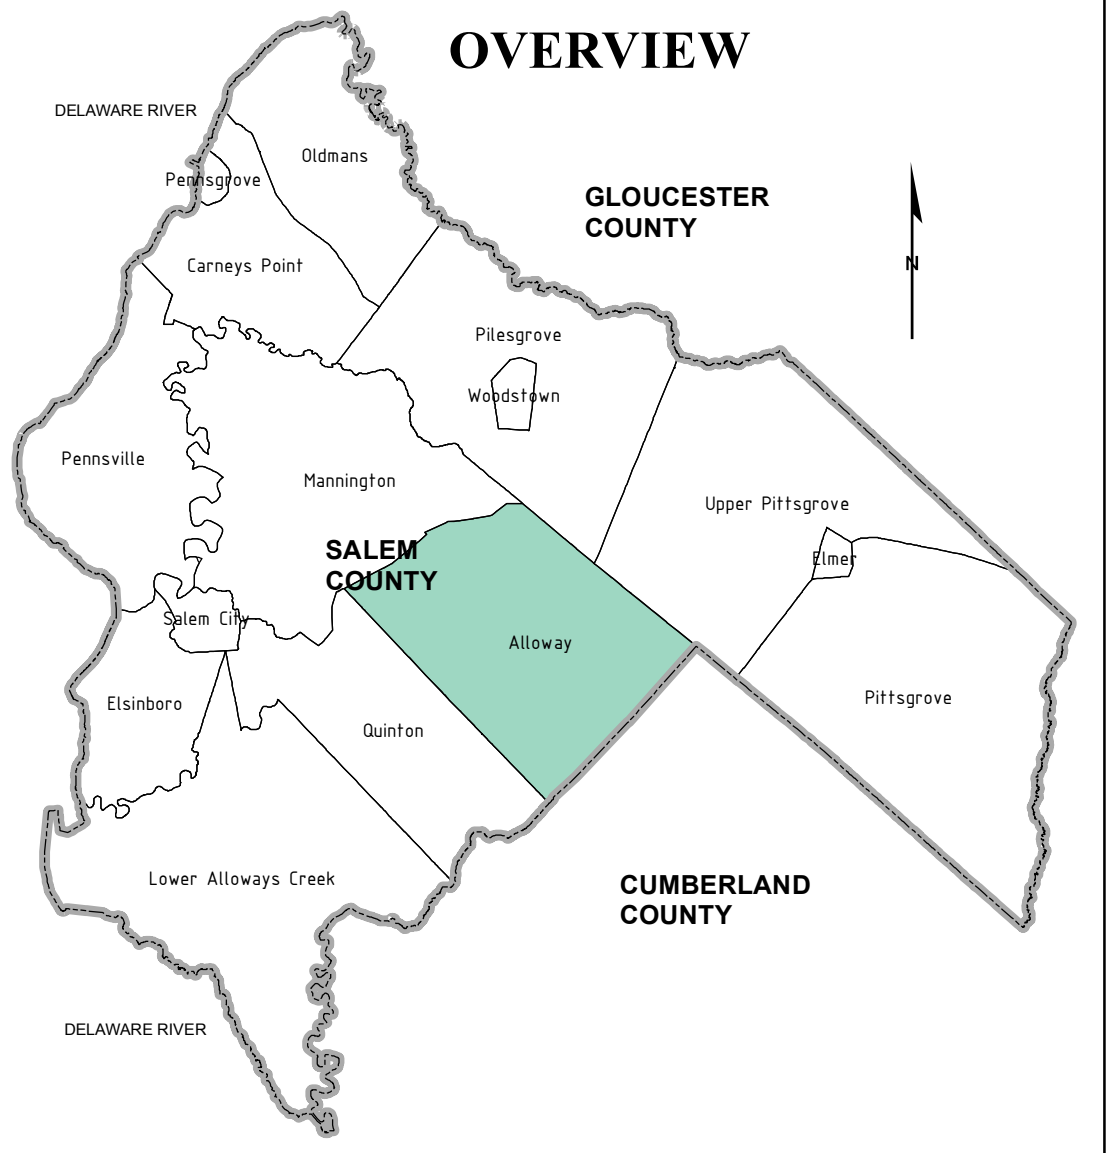 OVERVIEW
DELAWARE RIVER
Oldmans
Pennsgrove
GLOUCESTER
COUNTY
N
Carneys Point
Pilesgrove
Woodstown
Pennsville
Mannington
Upper Pittsgrove
SALEM
COUNTY
Elmer
Salem City
Alloway
Elsinboro
Pittsgrove
Quinton
Lower Alloways Creek
CUMBERLAND
COUNTY
DELAWARE RIVER